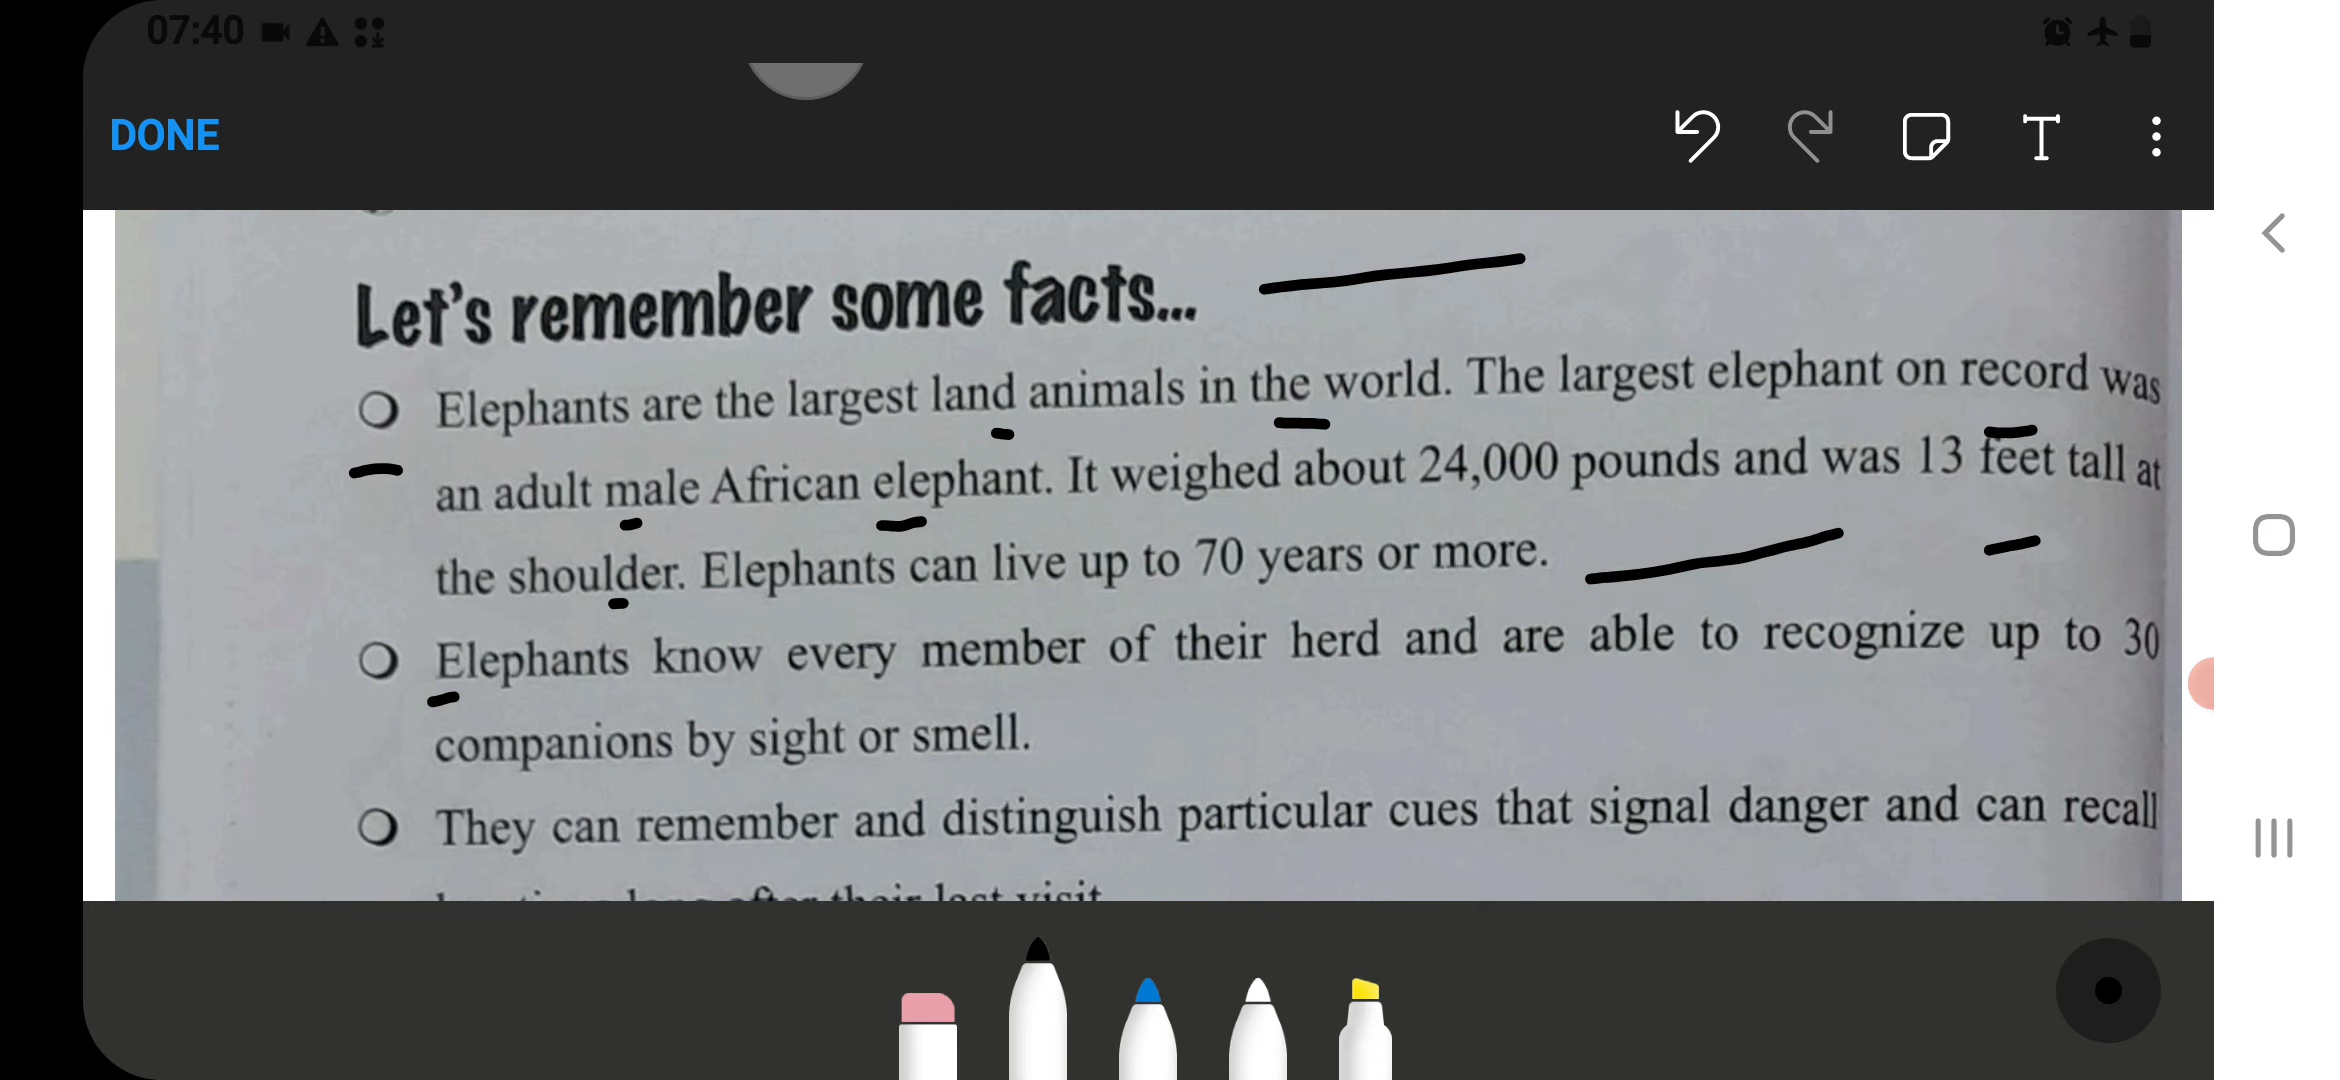 07:40
DONE
Let's remember some facts...
Elephants are the largest land animals in the world. The largest elephant on record was
an adult male African elephant. It weighed about 24,000 pounds and was 13 feet tall at
the shoulder. Elephants can live up to 70 years or more.
Elephants know every member of their herd and are able to recognize up to 30
companions by sight or smell.
They can remember and distinguish particular cues that signal danger and can recall
after their last visit